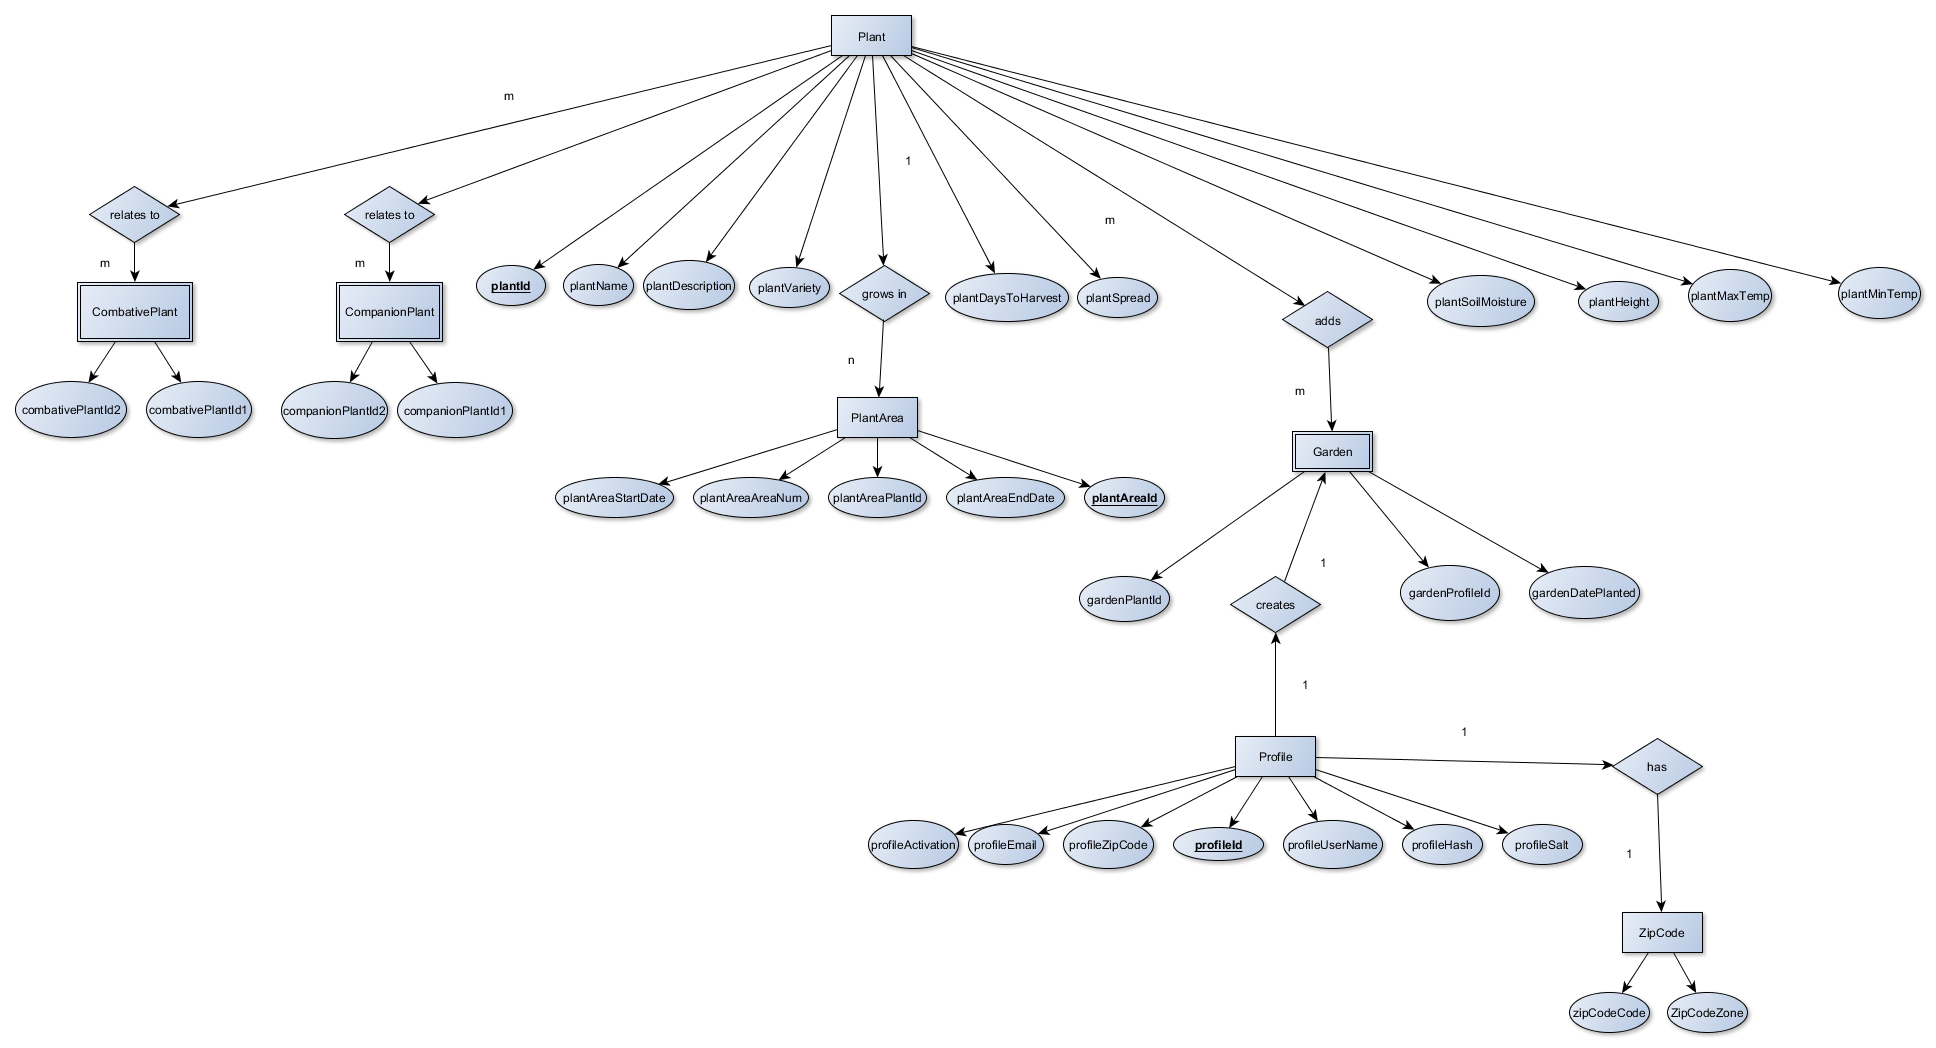 Plant
m
1
m
relates to
relates to
m
m
plantId
plantName
plantDescription
plantVariety
grows in
plantDaysToHarvest
plantSpread
adds
plantSoilMoisture
plantHeight
plantMaxTemp
plantMinTemp
CombativePlant
CompanionPlant
n
m
combativePlantId2
combativePlantId1
companionPlantId2
companionPlantId1
PlantArea
Garden
plantAreaStartDate
plantAreaAreaNum
plantAreaPlantId
plantAreaEndDate
plantAreaId
1
gardenPlantId
creates
gardenProfileId
gardenDatePlanted
1
1
Profile
has
profileActivation
profileEmail
profileZipCode
profileId
profileUserName
profileHash
profileSalt
1
ZipCode
zipCodeCode
ZipCodeZone